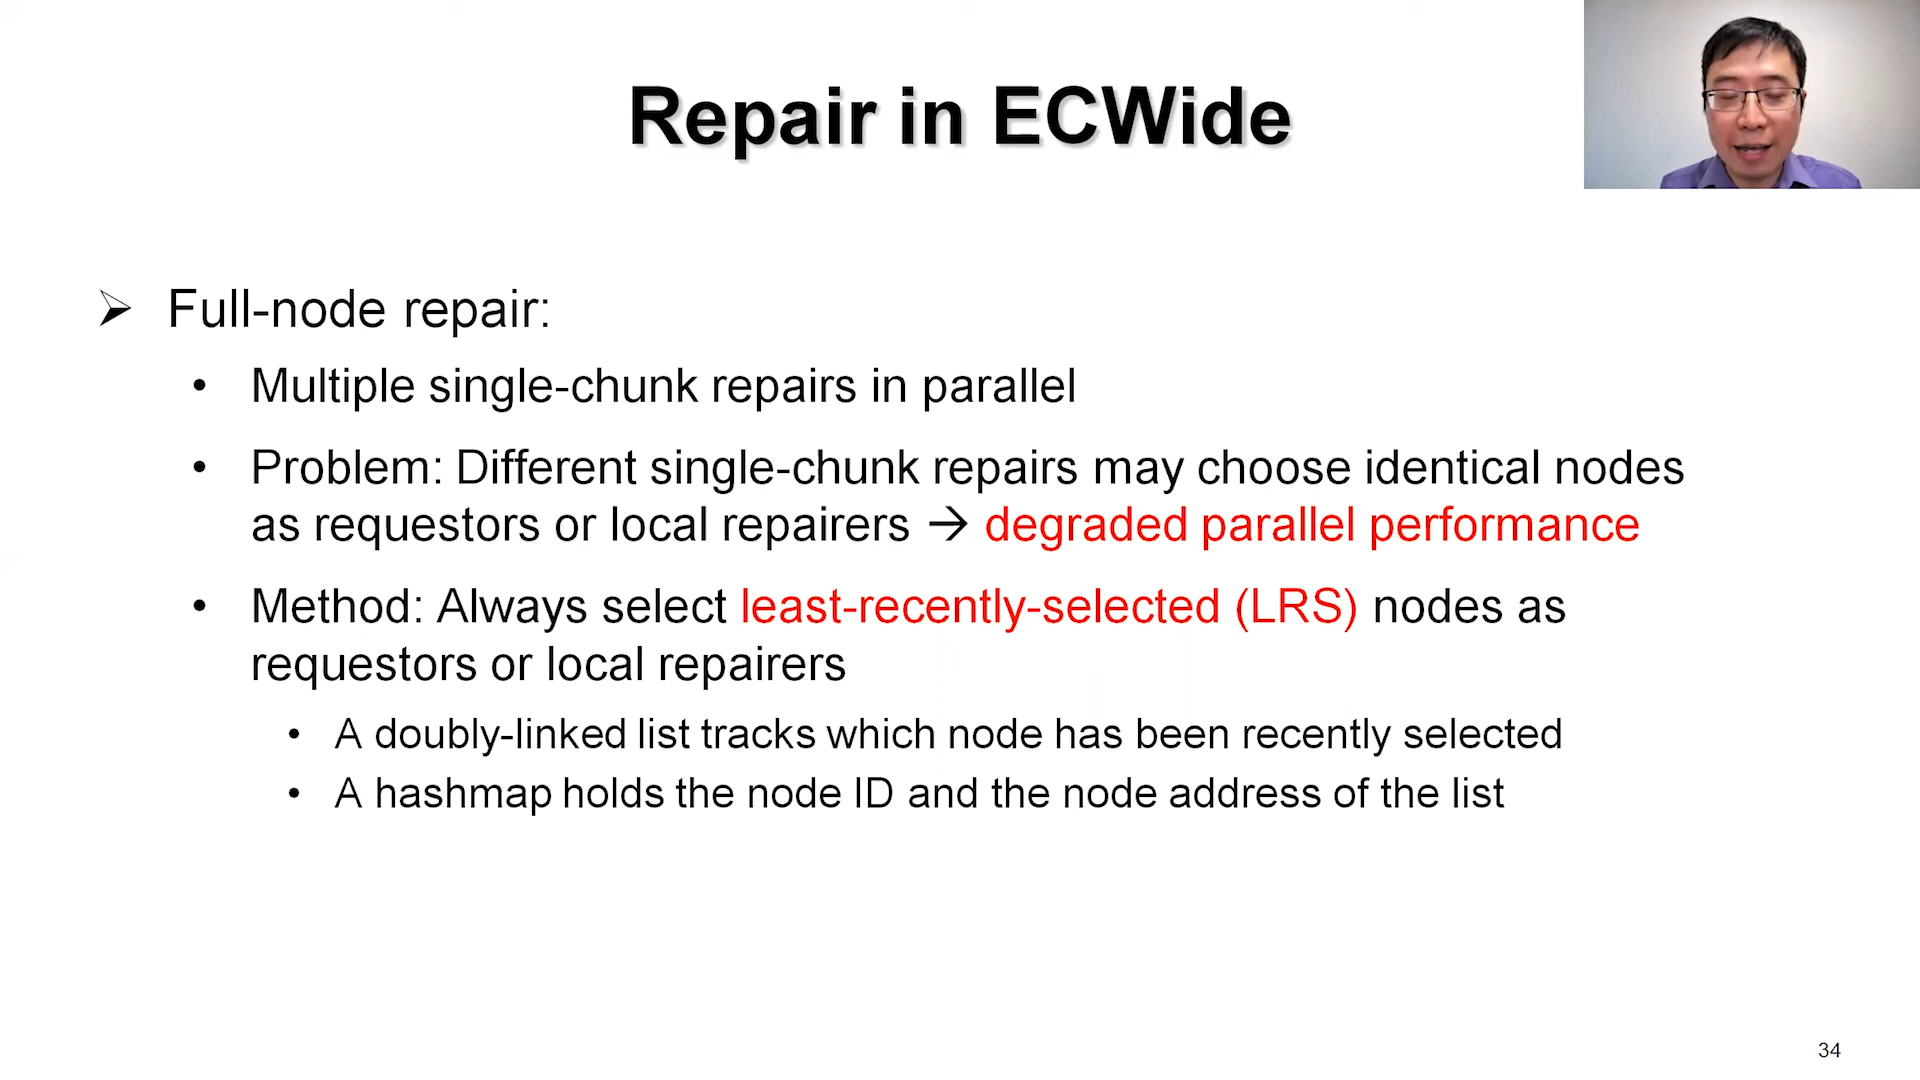 Repair in ECWide
➢ Full-node repair:
• Multiple single-chunk repairs in parallel
• Problem: Different single-chunk repairs may choose identical nodes
as requestors or local repairers → degraded parallel performance
• Method: Always select least-recently-selected (LRS) nodes as
requestors or local repairers
• A doubly-linked list tracks which node has been recently selected
• A hashmap holds the node ID and the node address of the list
34